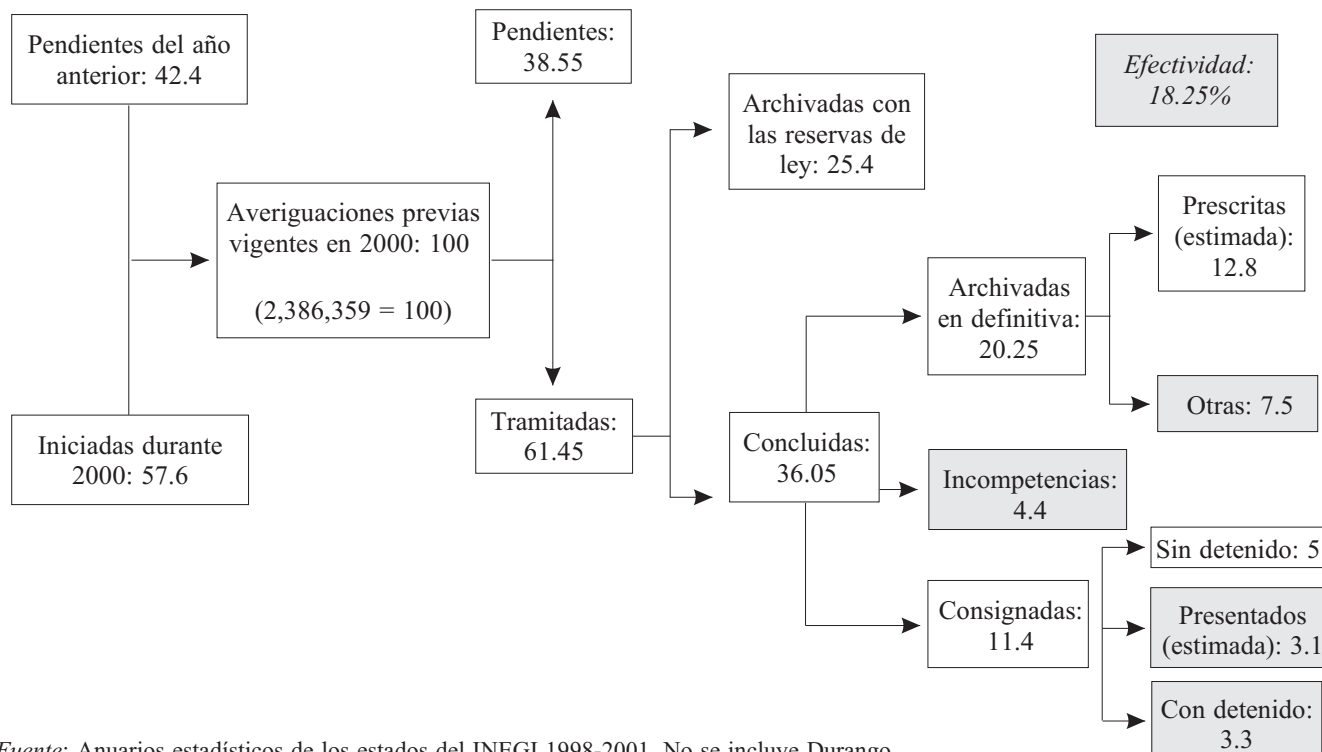 Pendientes del año
anterior: 42.4
Iniciadas durante
2000: 57.6
Averiguaciones previas
vigentes en 2000: 100
(2,386,359 = 100)
Pendientes:
38.55
Tramitadas:
61.45
Archivadas con
las reservas de
ley: 25.4
Concluidas:
36.05
Archivadas
en definitiva:
20.25
Incompetencias:
4.4
Consignadas:
11.4
Efectividad:
18.25%
Prescritas
(estimada):
12.8
Otras: 7.5
Sin detenido: 5
Presentados
(estimada): 3.1
Con detenido:
3.3
Fuente: Anuarios estadísticos de los estados del INEGI 1998-2001. No se incluye Durango